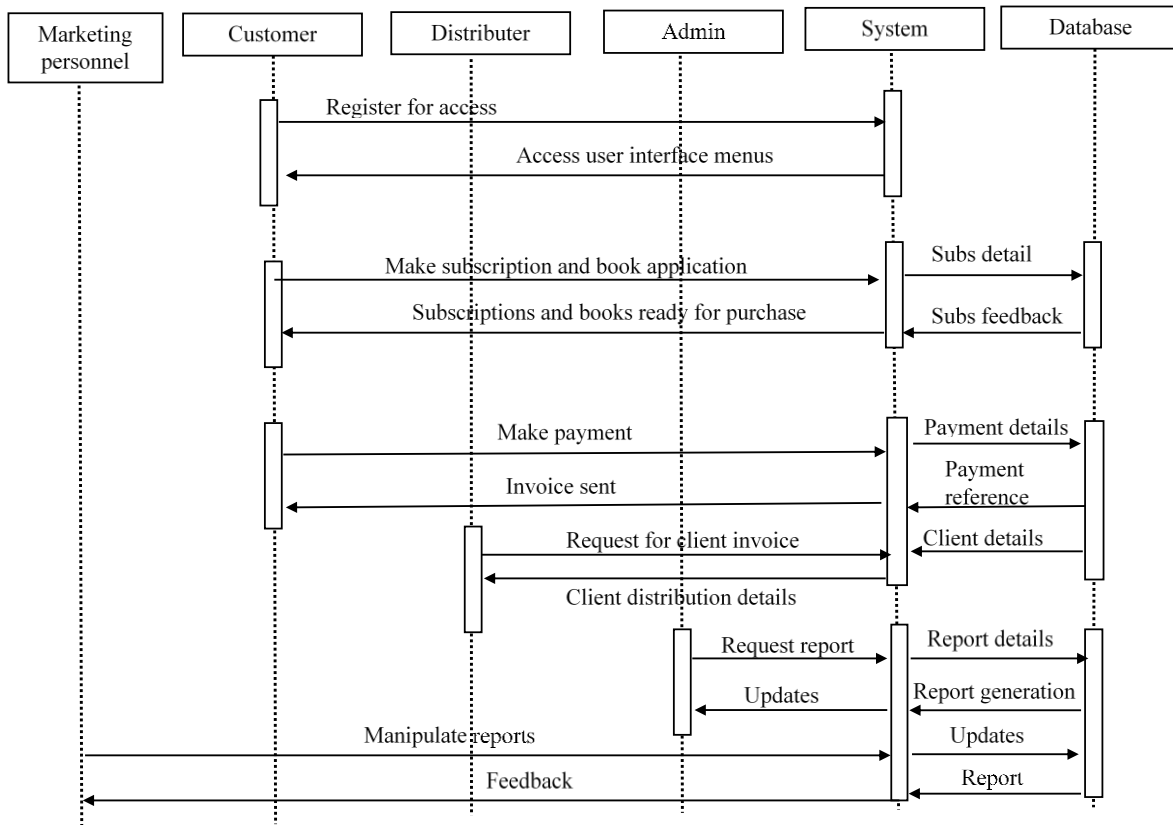 Marketing
personnel
Customer
Distributer
Admin
System
Database
Register for access
Access user interface menus
Make subscription and book application
Subs detail
Subscriptions and books ready for purchase
Subs feedback
Make payment
Payment details
Invoice sent
Payment
reference
Request for client invoice
Client details
Client distribution details
Request report
Report details
Updates
Report generation
Manipulate reports
Updates
Feedback
Report